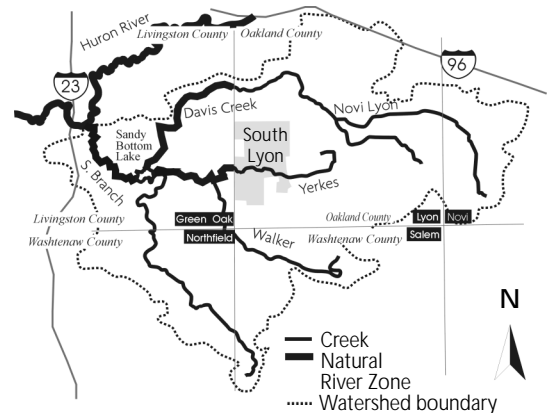 Huron River
Livingston County
Oakland County
96
23
Davis Creek
Novi Lyon
Sandy
Bottom
Lake
South
Lyon
S. Branch
Yerkes
Livingston County
Washtenaw County
Green Oak
Northfield
Walker
Oakland County
Washtenaw County
Lyon
Novi
Salem
N
Creek
Natural
River Zone
Watershed boundary